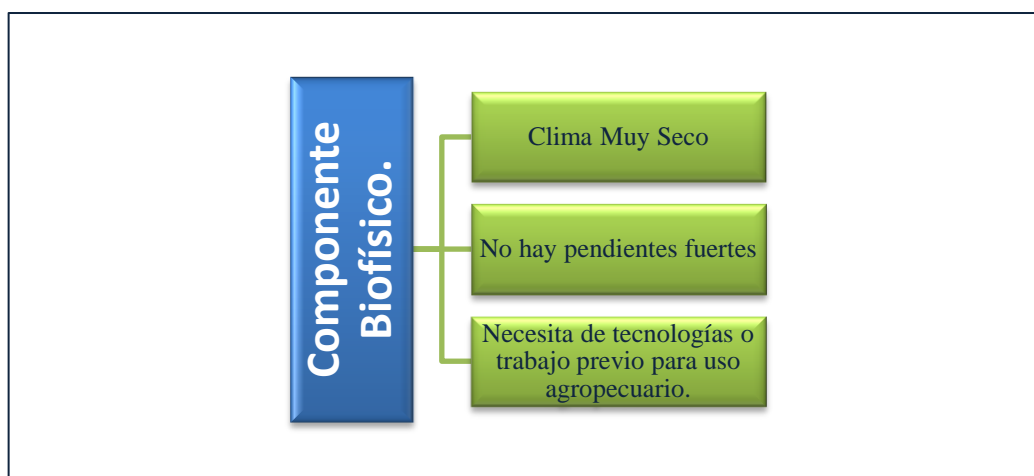 Componente
Biofísico.
Clima Muy Seco
No hay pendientes fuertes
Necesita de tecnologías o
trabajo previo para uso
agropecuario.